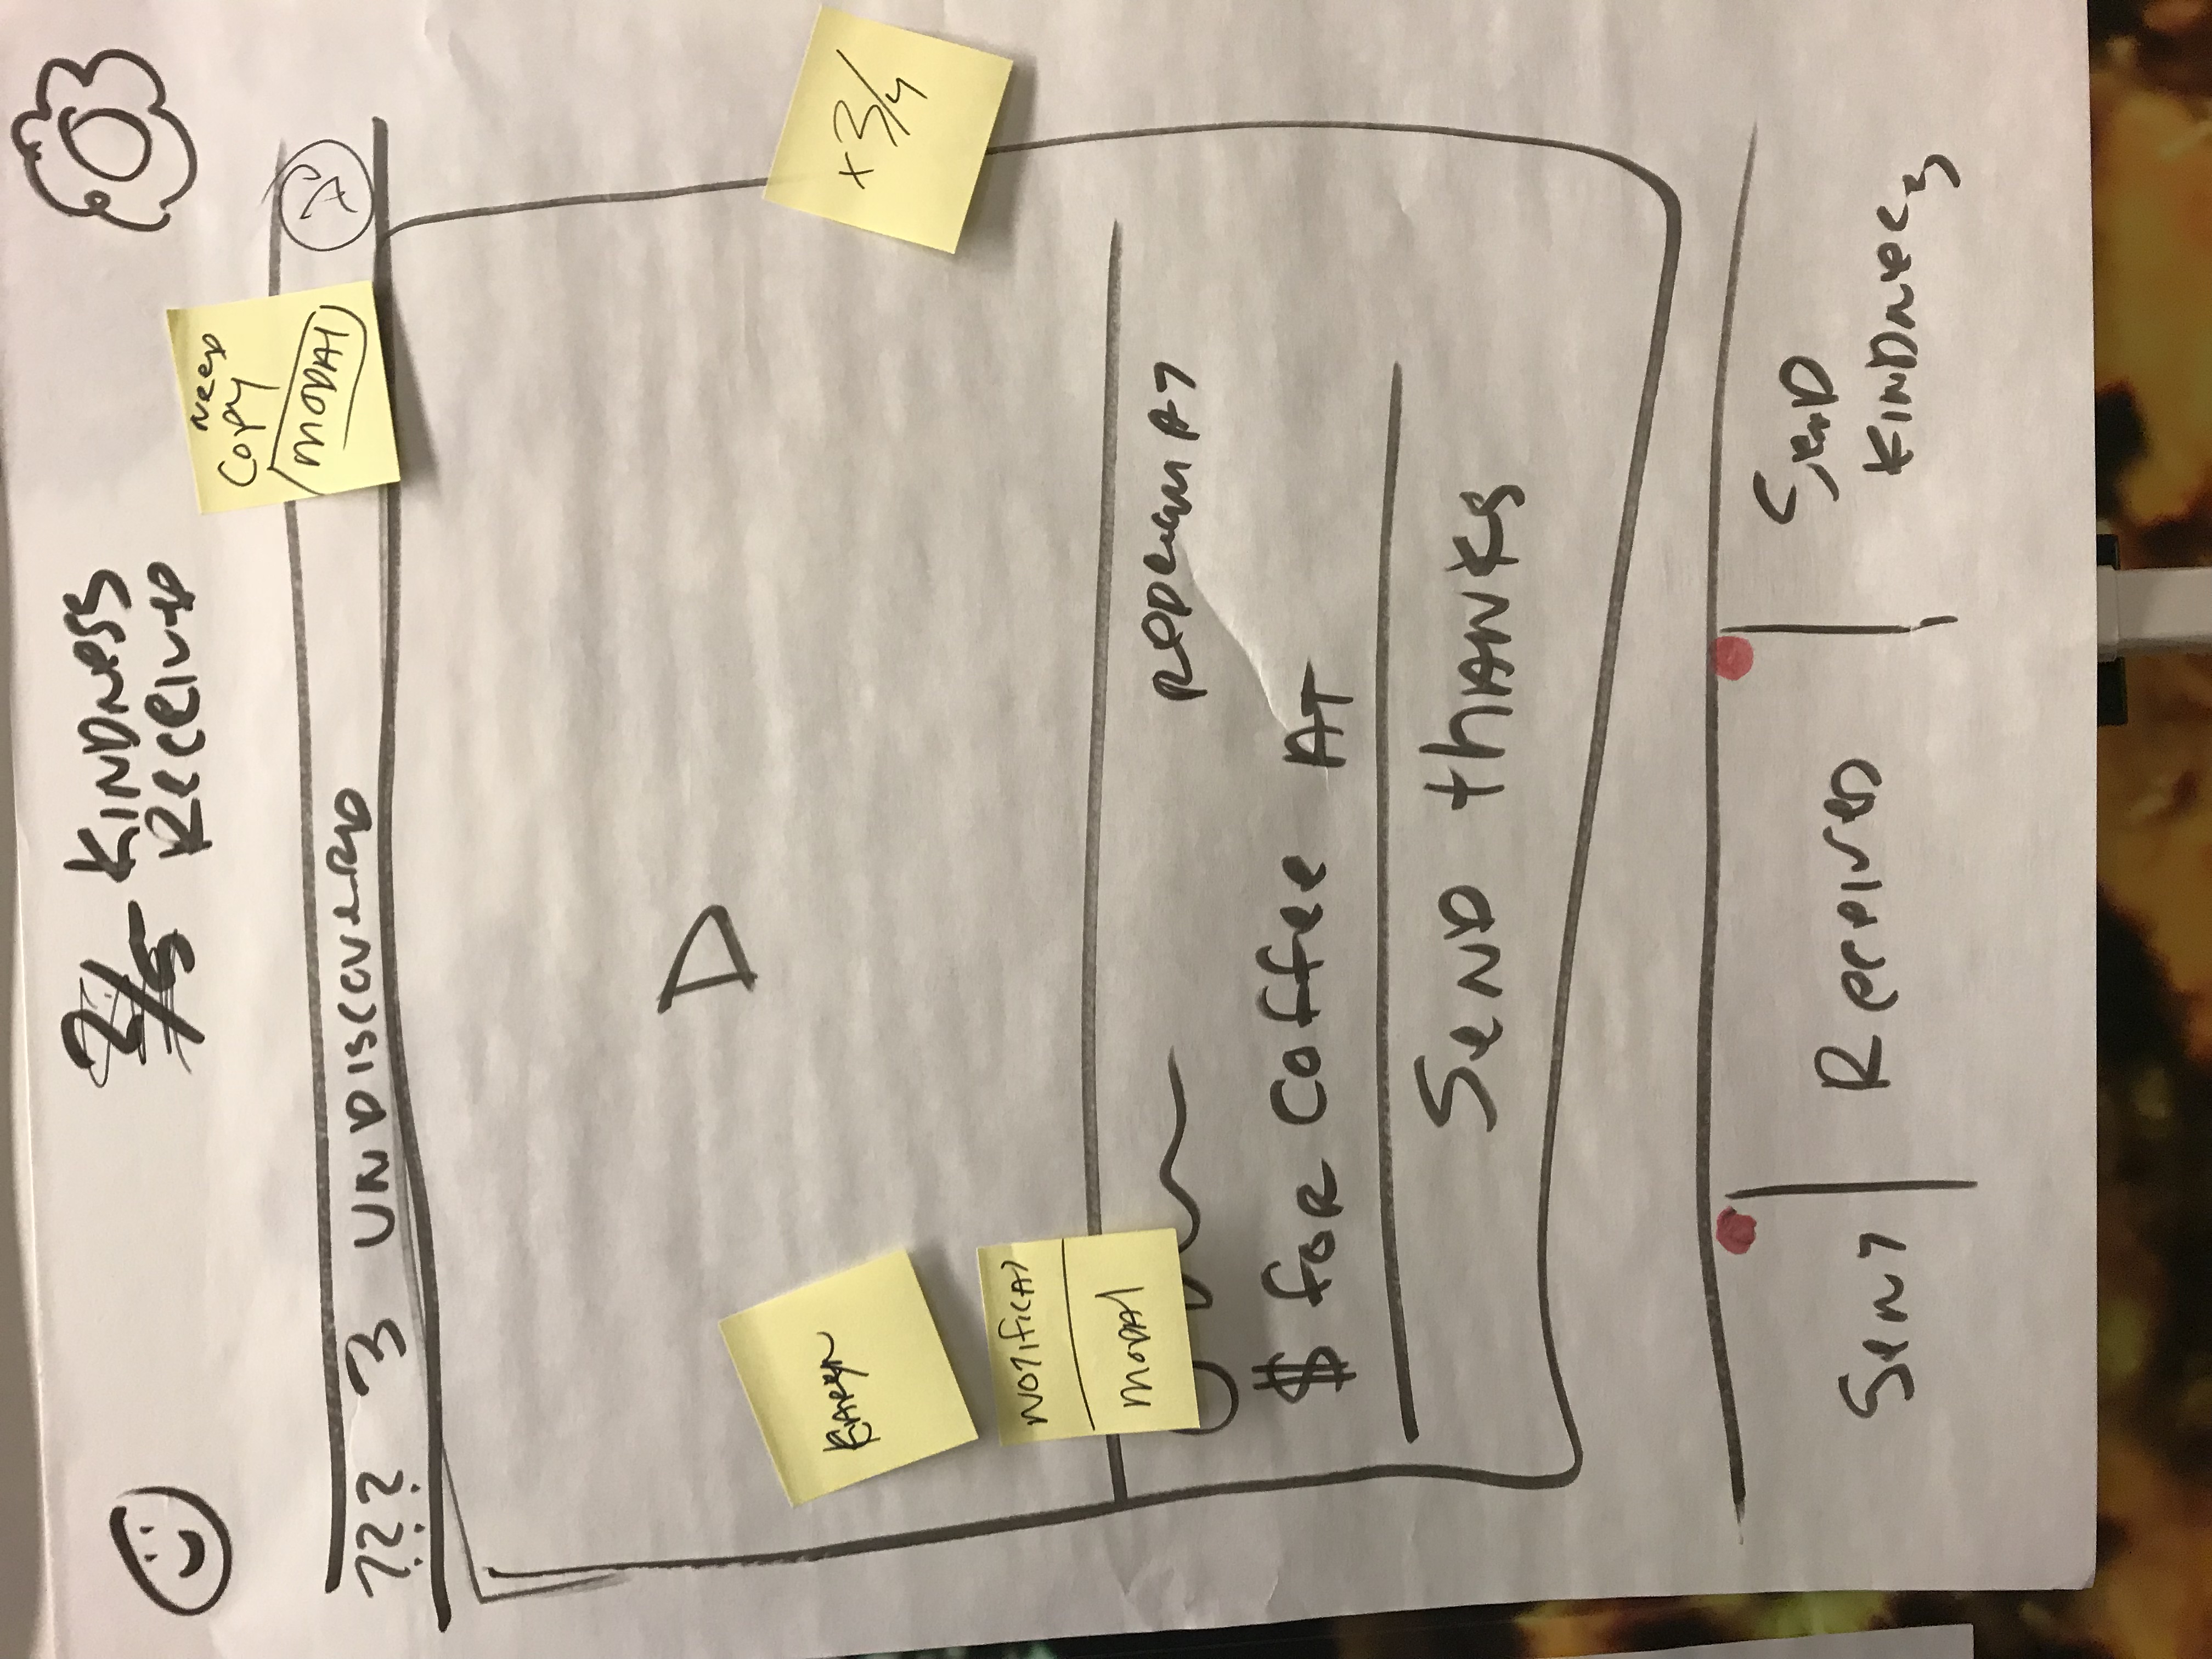 2/5 KINDNESS
RECEIVED
NEED
COPY
MODAL
??? 3 UNDISCOVERED
KARYN
x3/4
NOTIFICAT
MODAL
REDEEM AT
$ FOR COFFEE AT
SEND THANKS
SENT
RECEIVED
SEND
KINDNESS